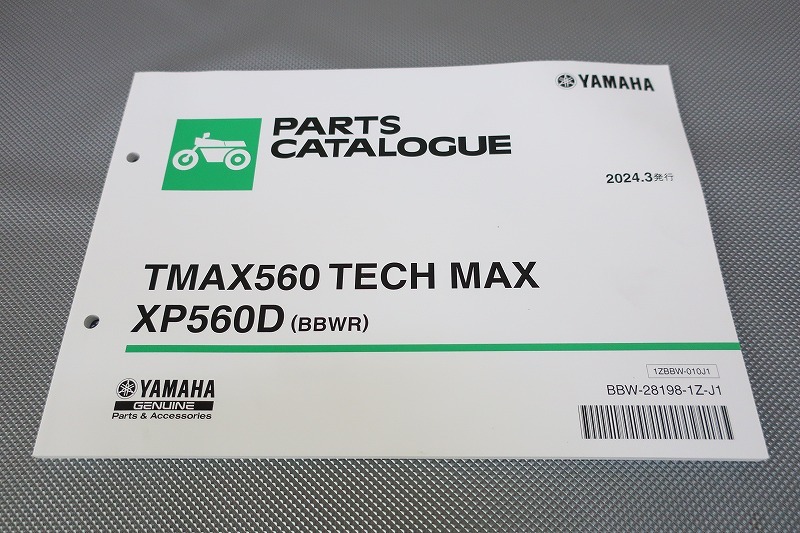 YAMAHA
PARTS
CATALOGUE
2024.3発行
TMAX560 TECH MAX
XP560D (BBWR)
1ZBBW-010J1
BBW-28198-1Z-J1
YAMAHA
GENUINE
Parts & Accessories